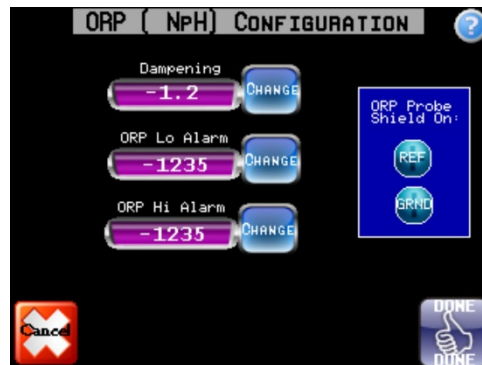 ORP ( NpH) Configuration
?
Dampening
-1.2
Change
ORP Probe
Shield On:
ORP Lo Alarm
-1235
Change
REF
GRND
ORP Hi Alarm
-1235
Change
Cancel
DONE
DONE